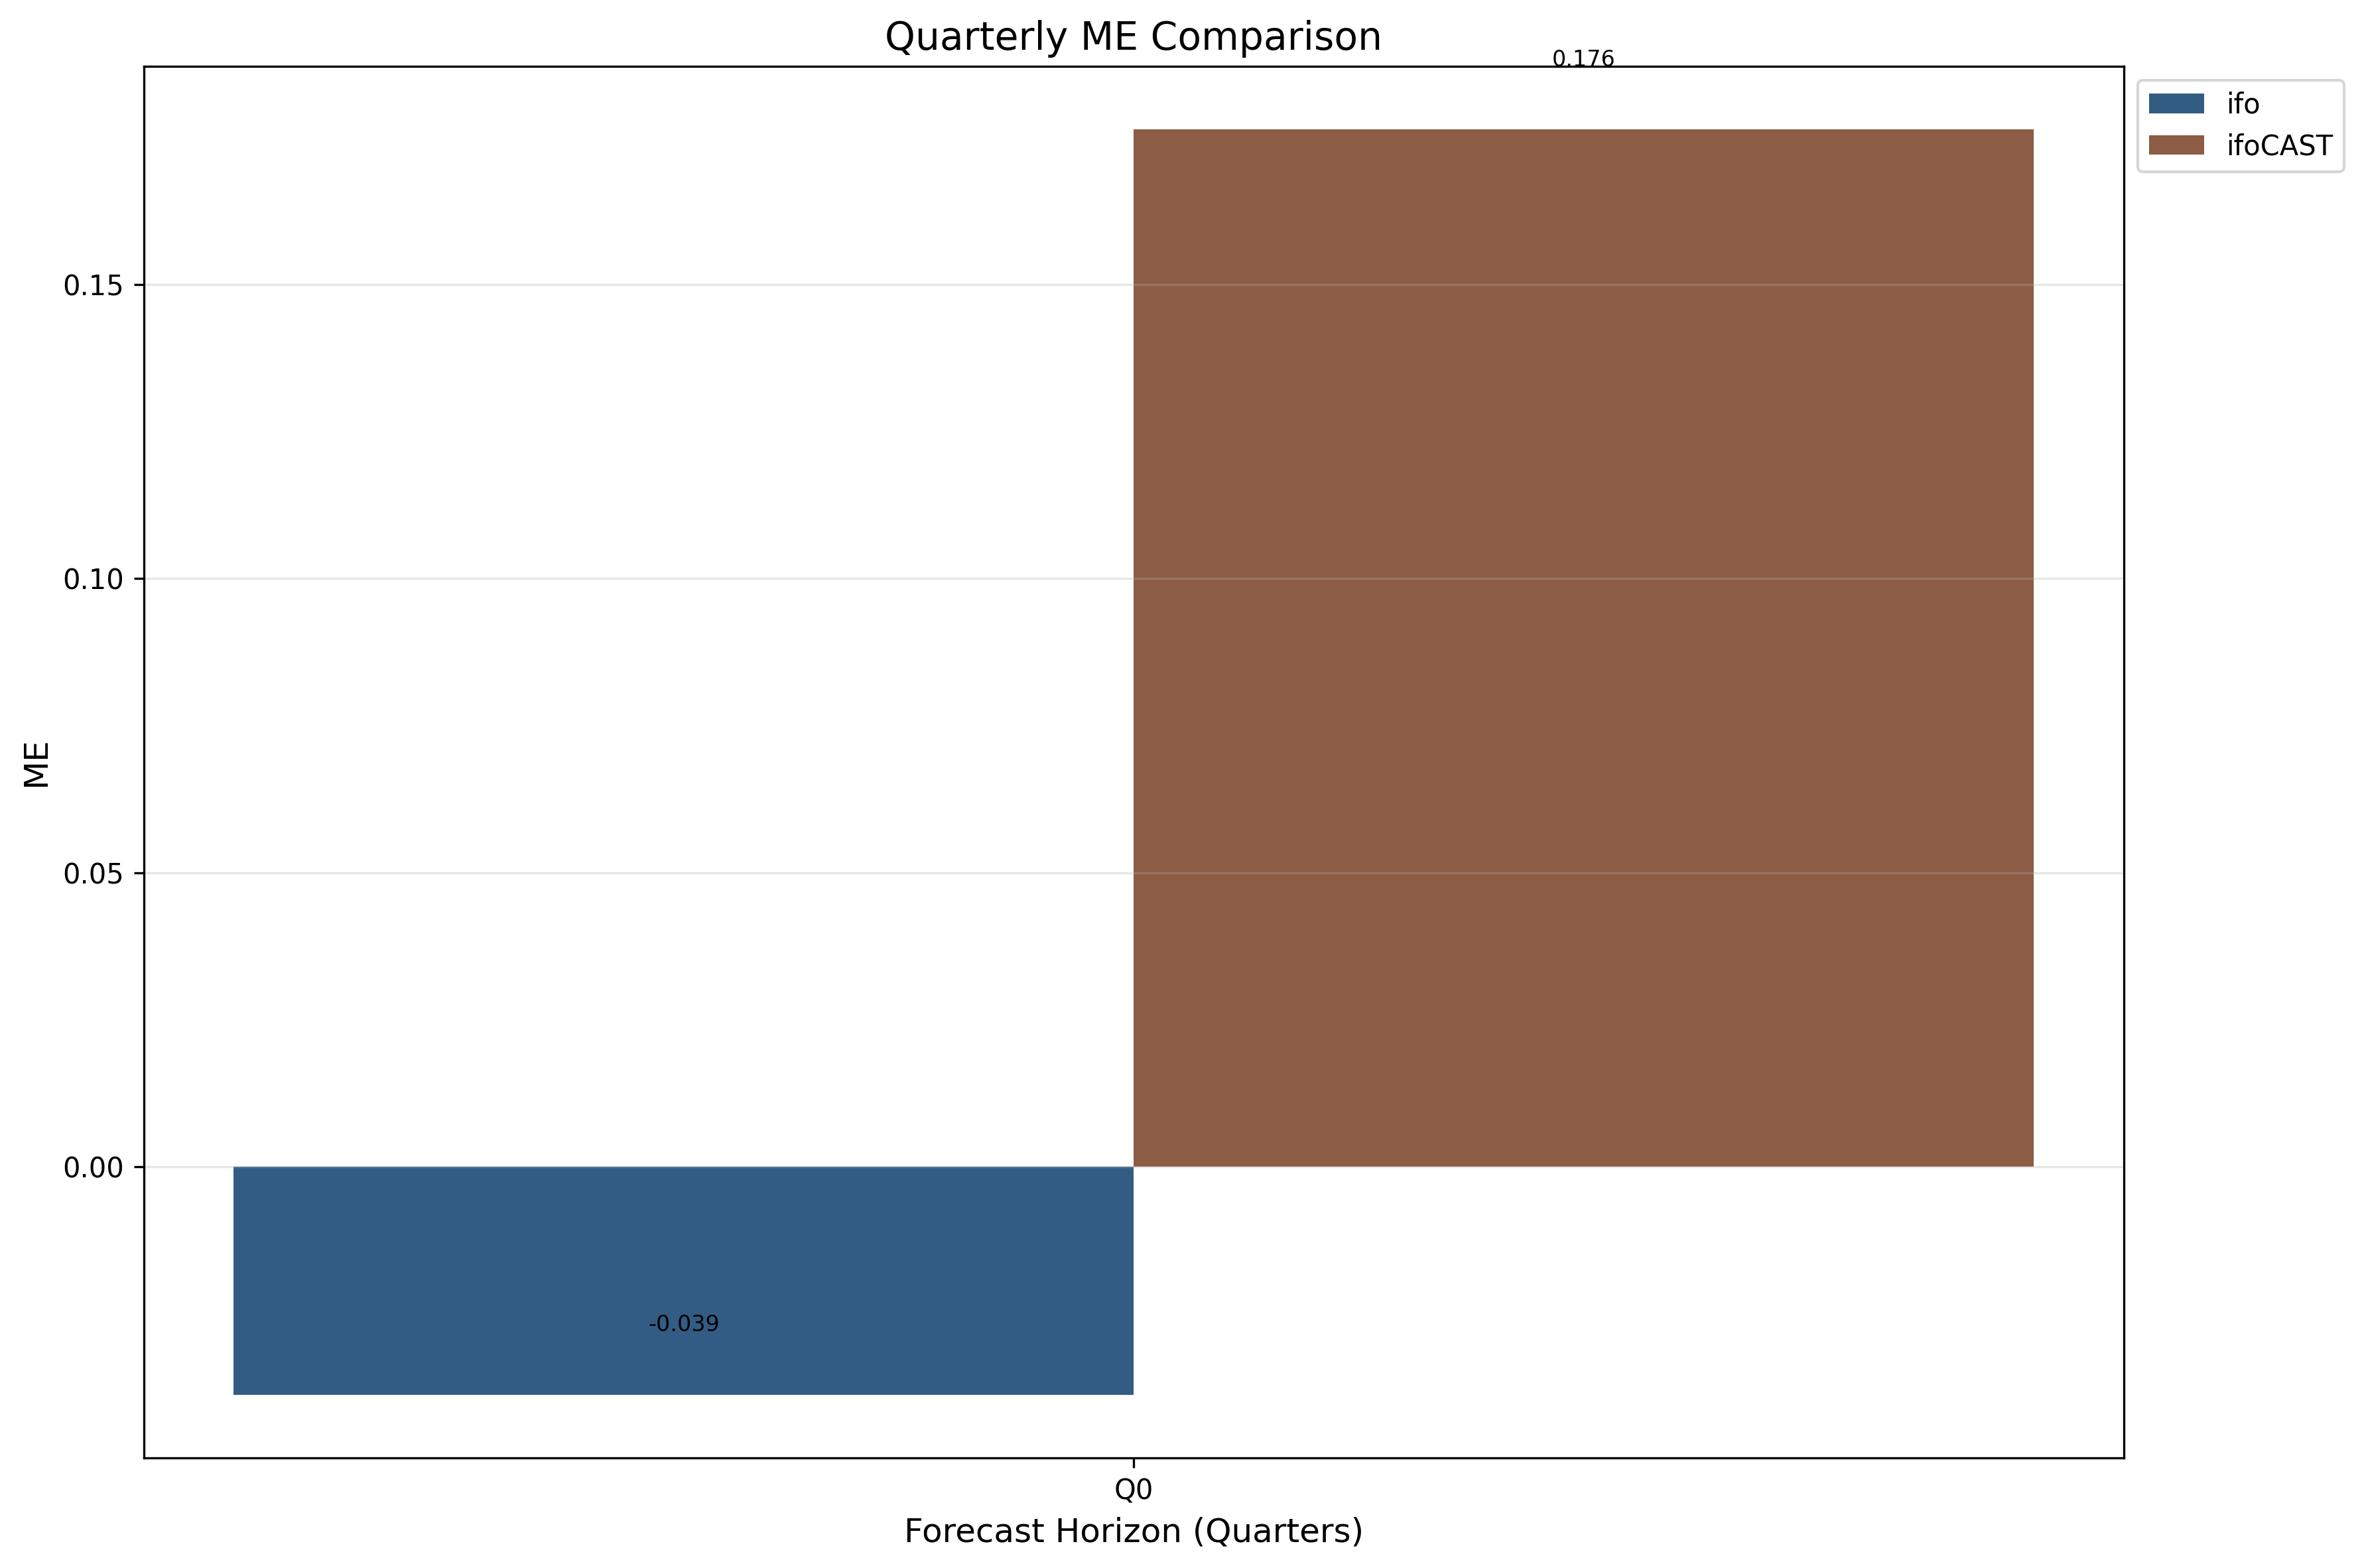 Quarterly ME Comparison
0.176
ifo
ifoCAST
0.15
0.10
0.05
0.00
ME
-0.039
Q0
Forecast Horizon (Quarters)